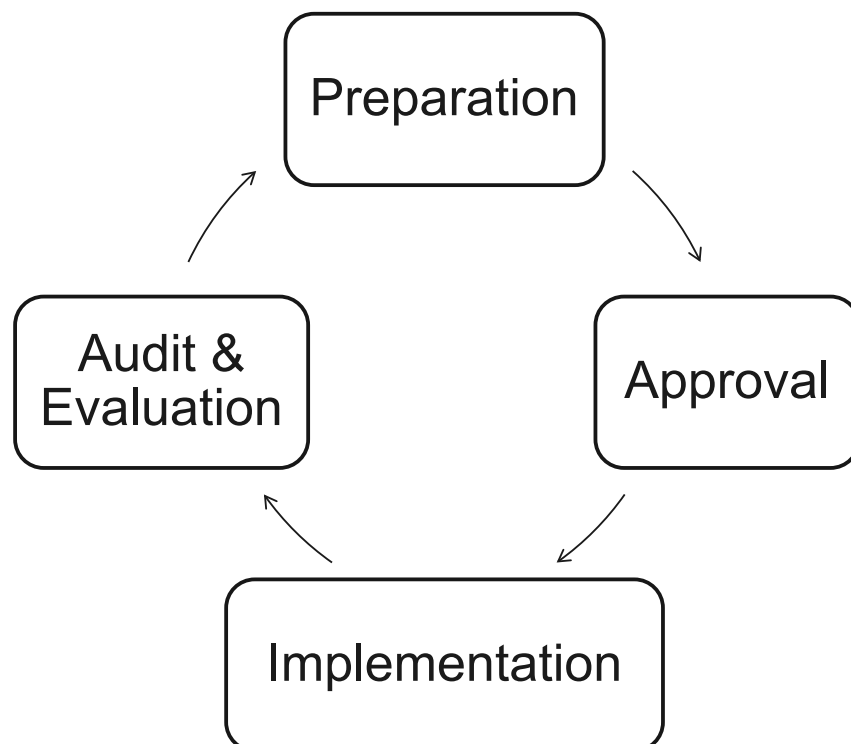 Preparation
Approval
Implementation
Audit &
Evaluation